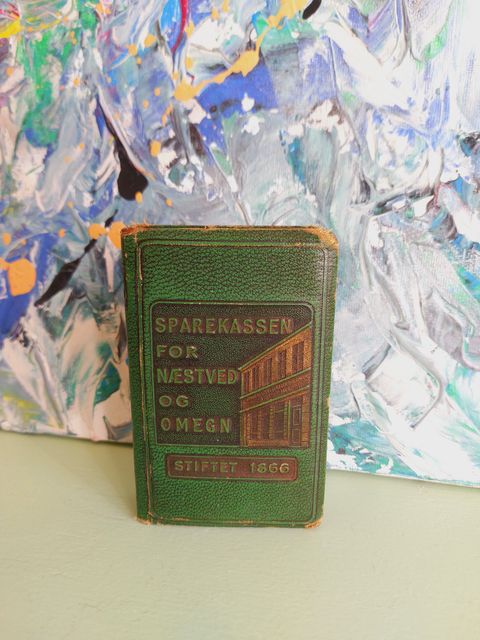 SPAREKASSEN
FOR
NÆSTVED
OG
OMEGN
STIFTET 1866